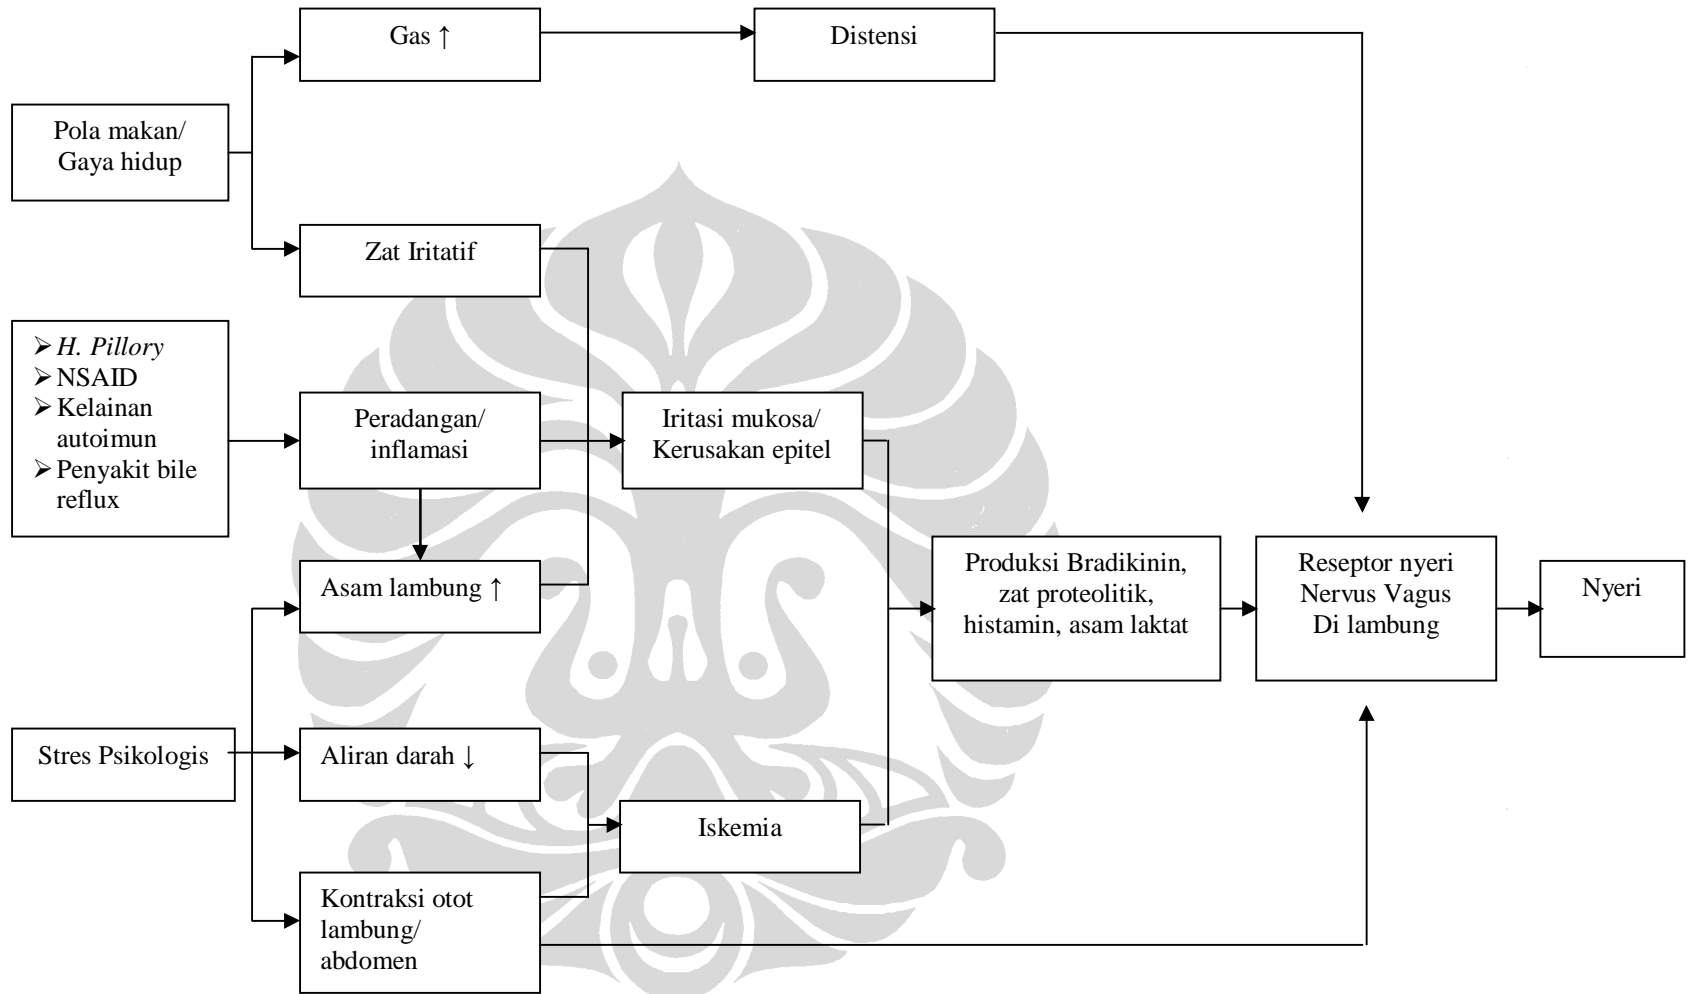 Gas ↑
Distensi
Pola makan/
Gaya hidup
Zat Iritatif
➢ H. Pillory
➢ NSAID
➢ Kelainan
autoimun
➢ Penyakit bile
reflux
Peradangan/
inflamasi
Iritasi mukosa/
Kerusakan epitel
Asam lambung ↑
Produksi Bradikinin,
zat proteolitik,
histamin, asam laktat
Reseptor nyeri
Nervus Vagus
Di lambung
Nyeri
Stres Psikologis
Aliran darah ↓
Iskemia
Kontraksi otot
lambung/
abdomen